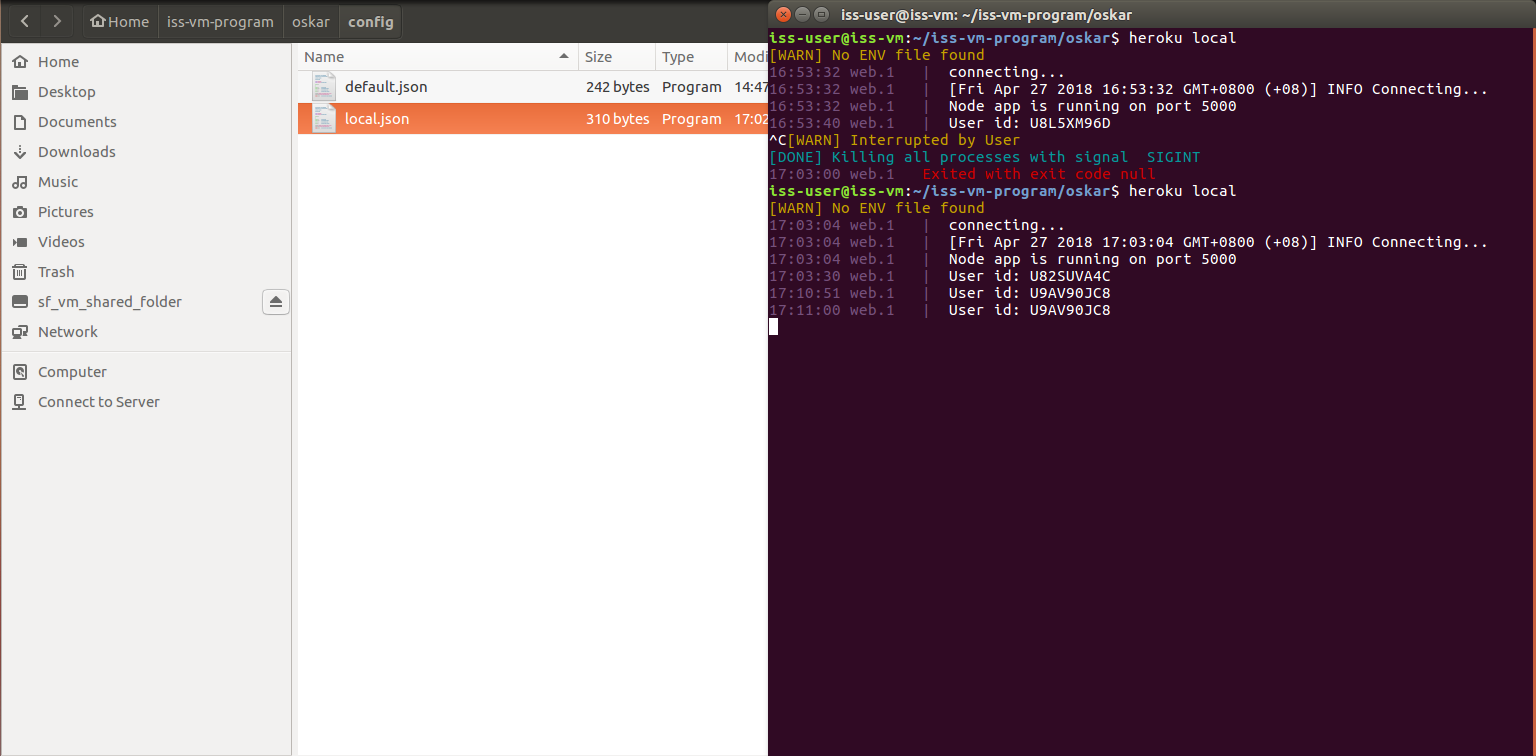 Home iss-vm-program oskar config
Name Size Type Modi
default.json 242 bytes Program 14:47
local.json 310 bytes Program 17:02
Home
Desktop
Documents
Downloads
Music
Pictures
Videos
Trash
sf_vm_shared_folder
Network
Computer
Connect to Server
iss-user@iss-vm: ~/iss-vm-program/oskar
iss-user@iss-vm:~/iss-vm-program/oskar$ heroku local
[WARN] No ENV file found
16:53:32 web.1 | connecting...
16:53:32 web.1 | [Fri Apr 27 2018 16:53:32 GMT+0800 (+08)] INFO Connecting...
16:53:32 web.1 | Node app is running on port 5000
16:53:40 web.1 | User id: U8L5XM96D
^C[WARN] Interrupted by User
[DONE] Killing all processes with signal  SIGINT
17:03:00 web.1 Exited with exit code null
iss-user@iss-vm:~/iss-vm-program/oskar$ heroku local
[WARN] No ENV file found
17:03:04 web.1 | connecting...
17:03:04 web.1 | [Fri Apr 27 2018 17:03:04 GMT+0800 (+08)] INFO Connecting...
17:03:04 web.1 | Node app is running on port 5000
17:03:30 web.1 | User id: U82SUVA4C
17:10:51 web.1 | User id: U9AV90JC8
17:11:00 web.1 | User id: U9AV90JC8